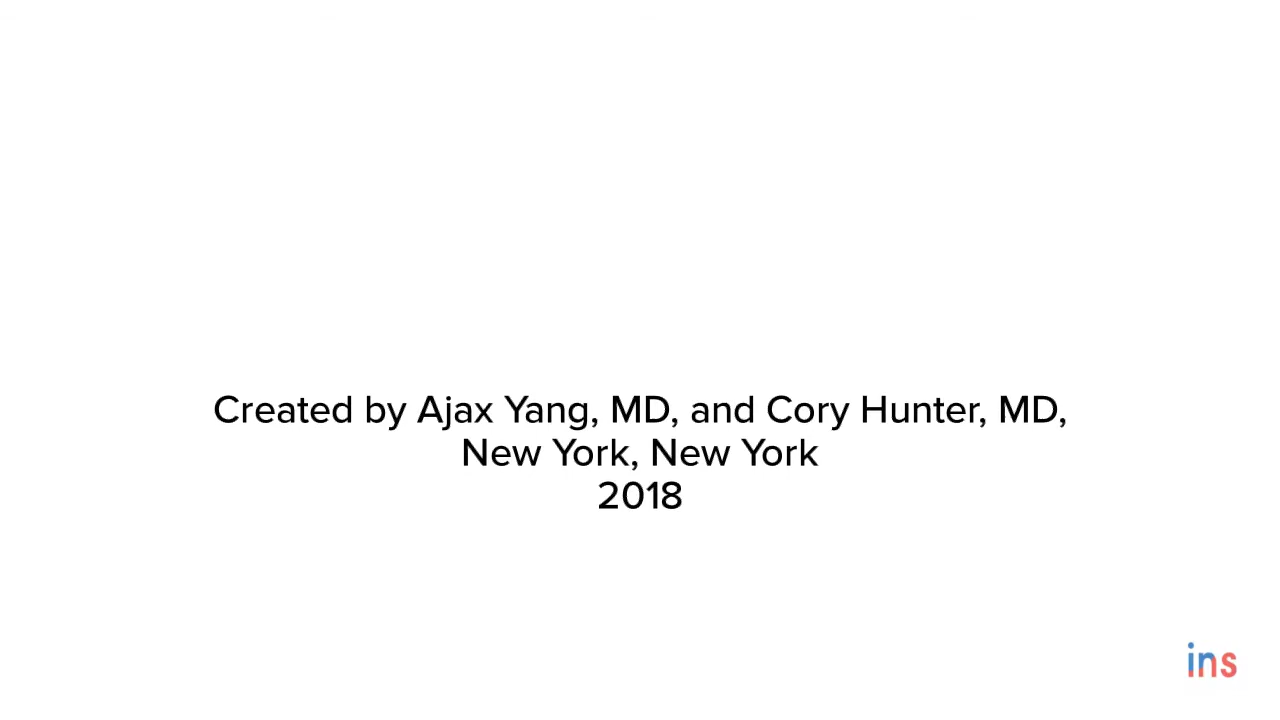 Created by Ajax Yang, MD, and Cory Hunter, MD,
New York, New York
2018
ins